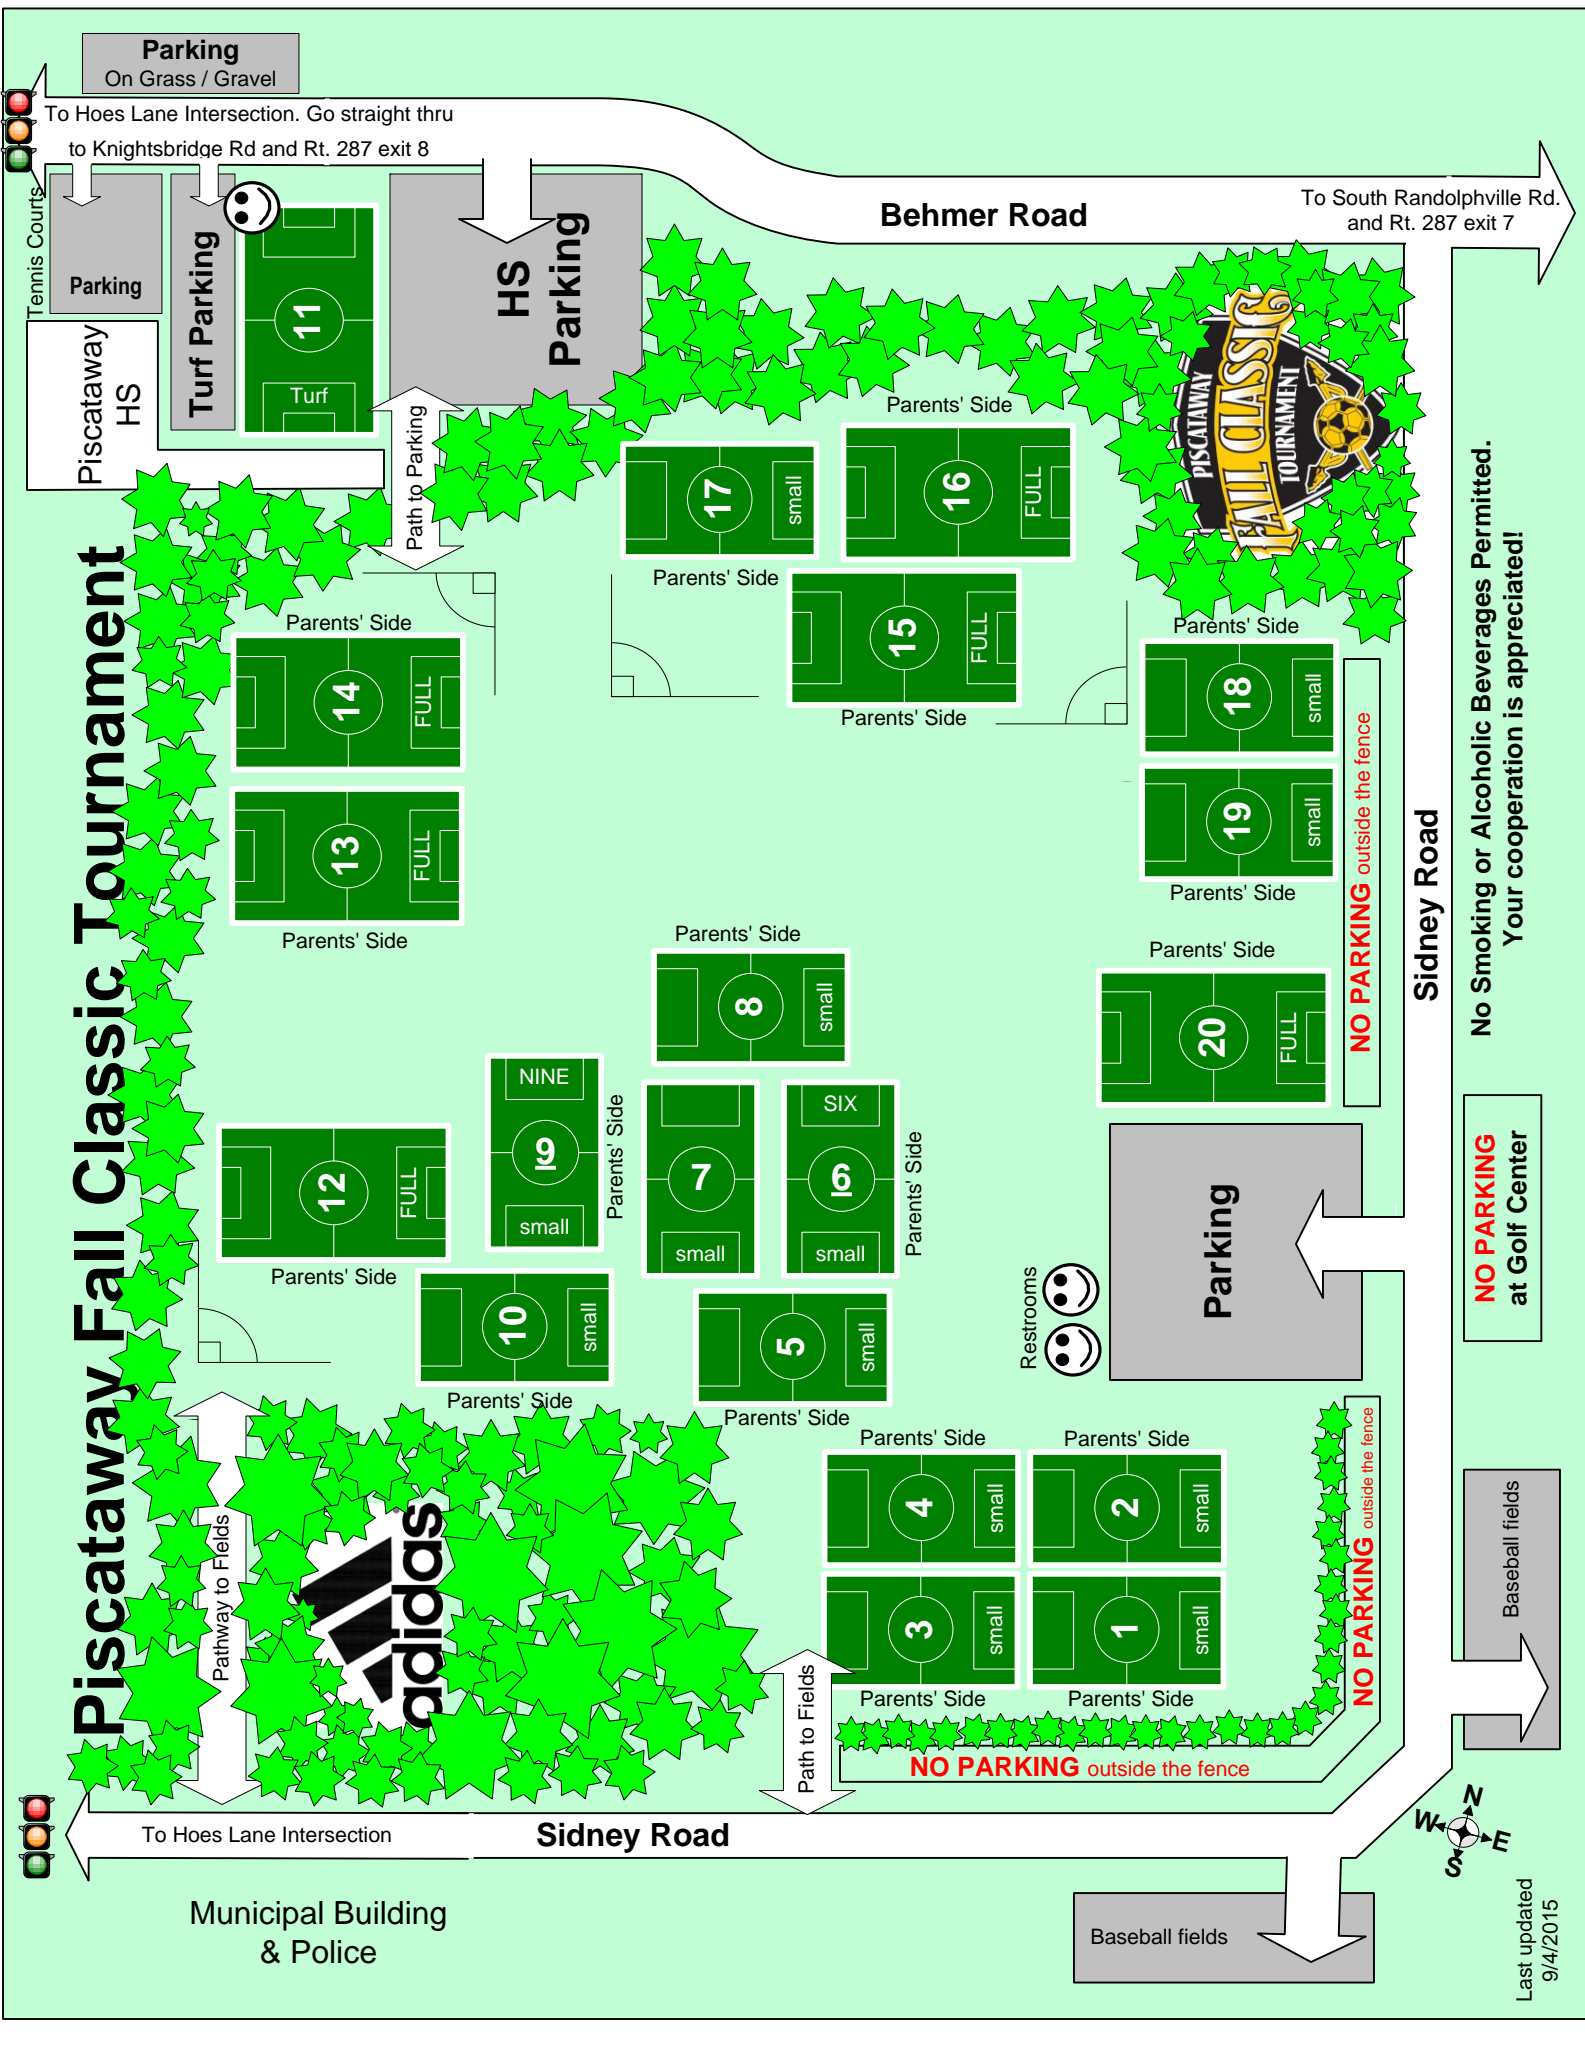 Parking
On Grass / Gravel
To Hoes Lane Intersection. Go straight thru
to Knightsbridge Rd and Rt. 287 exit 8
Behmer Road
To South Randolphville Rd.
and Rt. 287 exit 7
Tennis Courts
Parking
Turf Parking
11
Turf
HS
Parking
Piscataway
HS
Path to Parking
Piscataway Fall Classic Tournament
PISCATAWAY
FALL CLASSIC
TOURNAMENT
Parents' Side
17
small
16
FULL
Parents' Side
15
FULL
Parents' Side
Parents' Side
14
FULL
13
FULL
Parents' Side
Parents' Side
18
small
19
small
Parents' Side
NO PARKING outside the fence
Sidney Road
No Smoking or Alcoholic Beverages Permitted.
Your cooperation is appreciated!
Parents' Side
8
small
Parents' Side
20
FULL
NINE
9
small
Parents' Side
7
small
SIX
6
small
Parents' Side
12
FULL
Parents' Side
10
small
Parents' Side
5
small
Parents' Side
Restrooms
Parking
NO PARKING
at Golf Center
Parents' Side
Parents' Side
4
small
2
small
3
small
1
small
Parents' Side
Parents' Side
NO PARKING outside the fence
NO PARKING outside the fence
Baseball fields
Pathway to Fields
adidas
Path to Fields
To Hoes Lane Intersection
Sidney Road
N
W
E
S
Municipal Building
& Police
Baseball fields
Last updated
9/4/2015